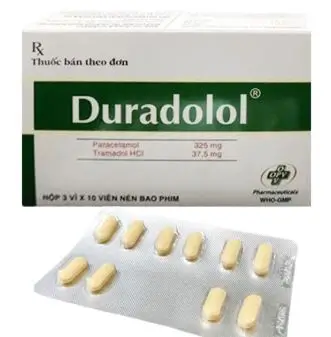 Rx
Thuốc bán theo đơn
Duradolol®
Paracetamol 325 mg
Tramadol HCl 37,5 mg
HỘP 3 VỈ X 10 VIÊN NÉN BAO PHIM
OPV
Pharmaceuticals
WHO-GMP